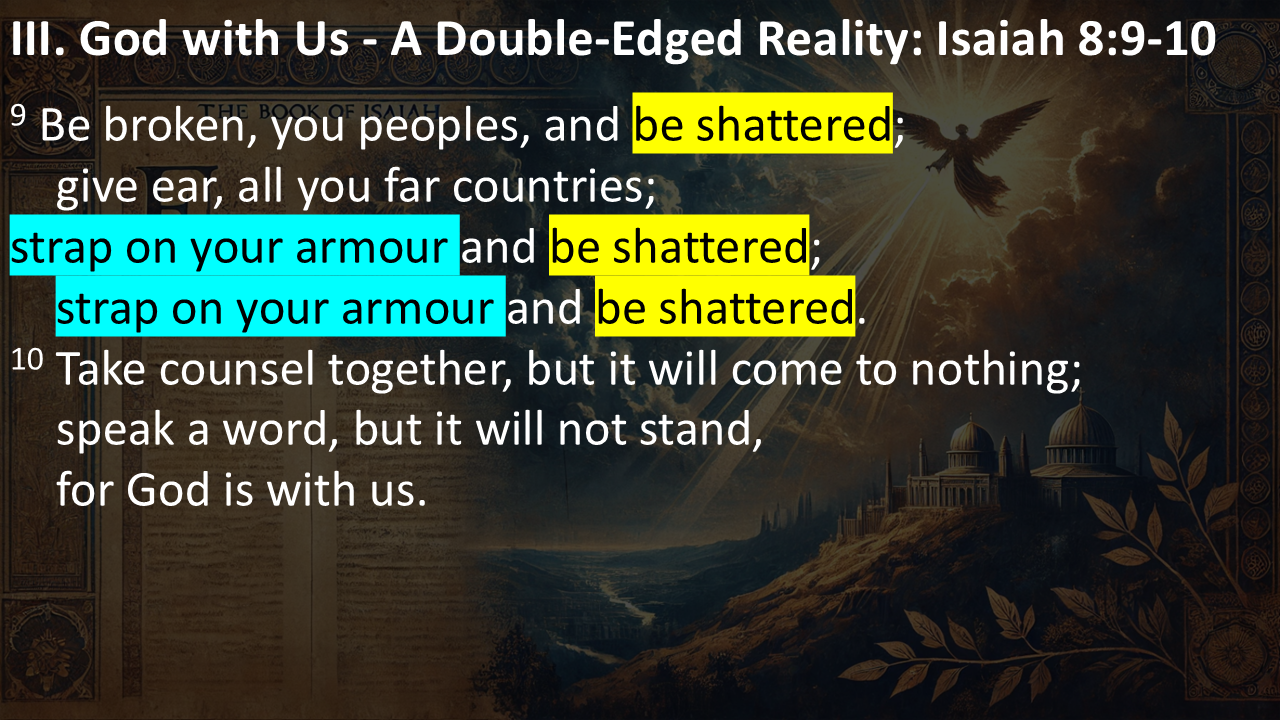 III. God with Us - A Double-Edged Reality: Isaiah 8:9-10
THE BOOK OF ISAIAH
9 Be broken, you peoples, and be shattered;
give ear, all you far countries;
strap on your armour and be shattered;
strap on your armour and be shattered.
10 Take counsel together, but it will come to nothing;
speak a word, but it will not stand,
for God is with us.